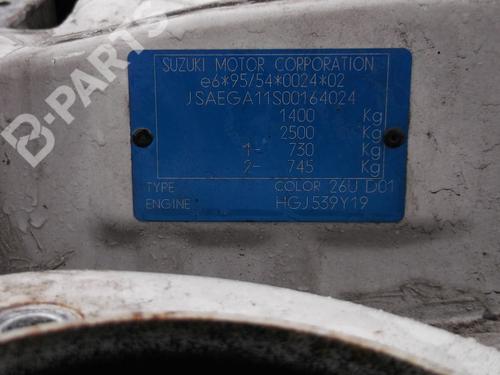 B-PARTS
SUZUKI MOTOR CORPORATION
e6*95/54*0024*02
JSAEGA11S00164024
1400 Kg
2500 Kg
1- 730 Kg
2- 745 Kg
TYPE COLOR 26U D01
ENGINE HGJ539Y19
B-PARTS